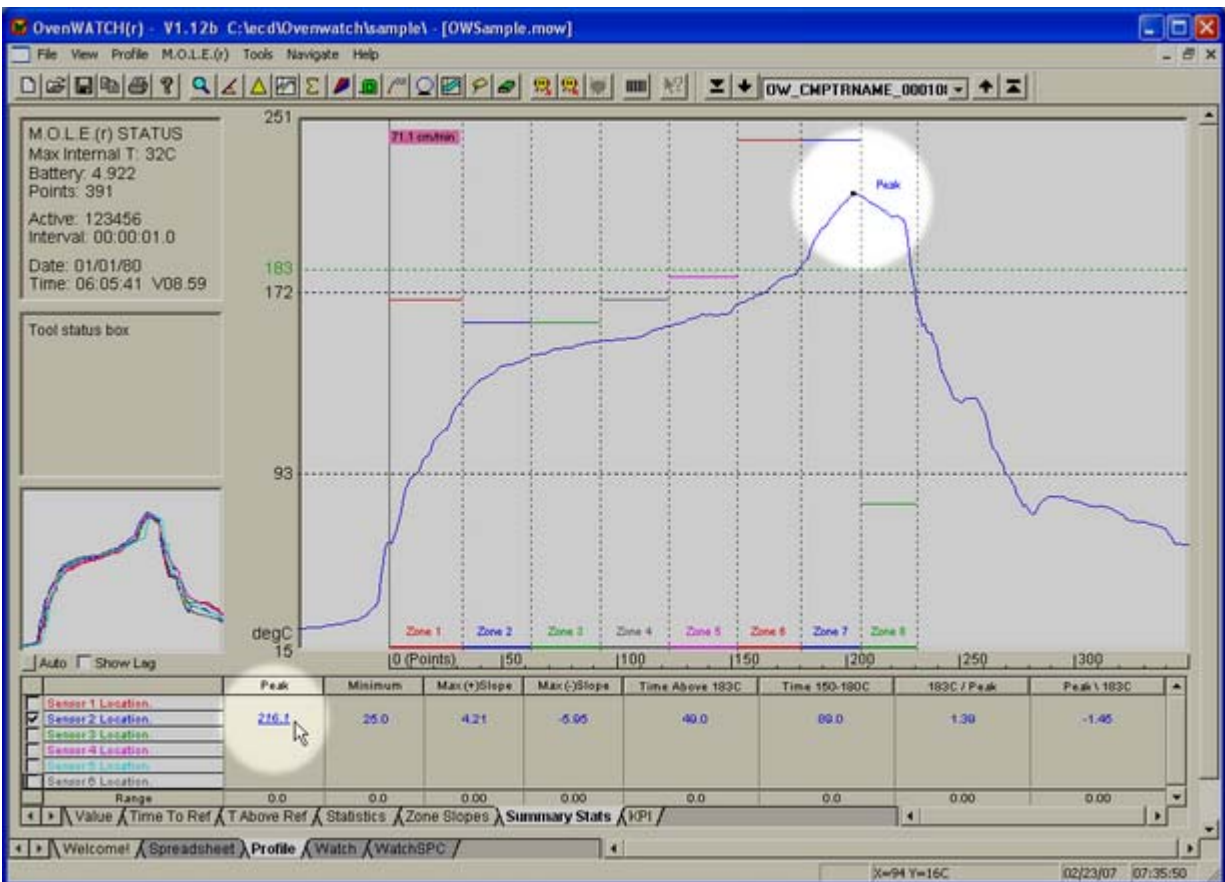 OvenWATCH(r) - V1.12b C:\ecd\Ovenwatch\sample\ - [OWSample.mow]
File View Profile M.O.L.E.(r) Tools Navigate Help
OW_CMPTRNAME_00010
M.O.L.E.(r) STATUS
Max Internal T: 32C
Battery: 4.922
Points: 391
Active: 123456
Interval: 00:00:01.0
Date: 01/01/80
Time: 06:05:41 V08.59
Tool status box
251
71.1 cm/min
Peak
183
172
93
degC
15
Zone 1 Zone 2 Zone 3 Zone 4 Zone 5 Zone 6 Zone 7 Zone 8
0 (Points) 50 100 150 200 250 300
Auto Show Lag
Peak Minimum Max(+)Slope Max(-)Slope Time Above 183C Time 150-180C 183C / Peak Peak \ 183C
Sensor 1 Location.
Sensor 2 Location. 216.1 25.0 4.21 -5.95 49.0 89.0 1.39 -1.45
Sensor 3 Location.
Sensor 4 Location.
Sensor 5 Location.
Sensor 6 Location.
Range 0.0 0.0 0.00 0.00 0.0 0.0 0.00 0.00
Value Time To Ref T Above Ref Statistics Zone Slopes Summary Stats KPI
Welcome! Spreadsheet Profile Watch WatchSPC
X=94 Y=16C 02/23/07 07:35:50